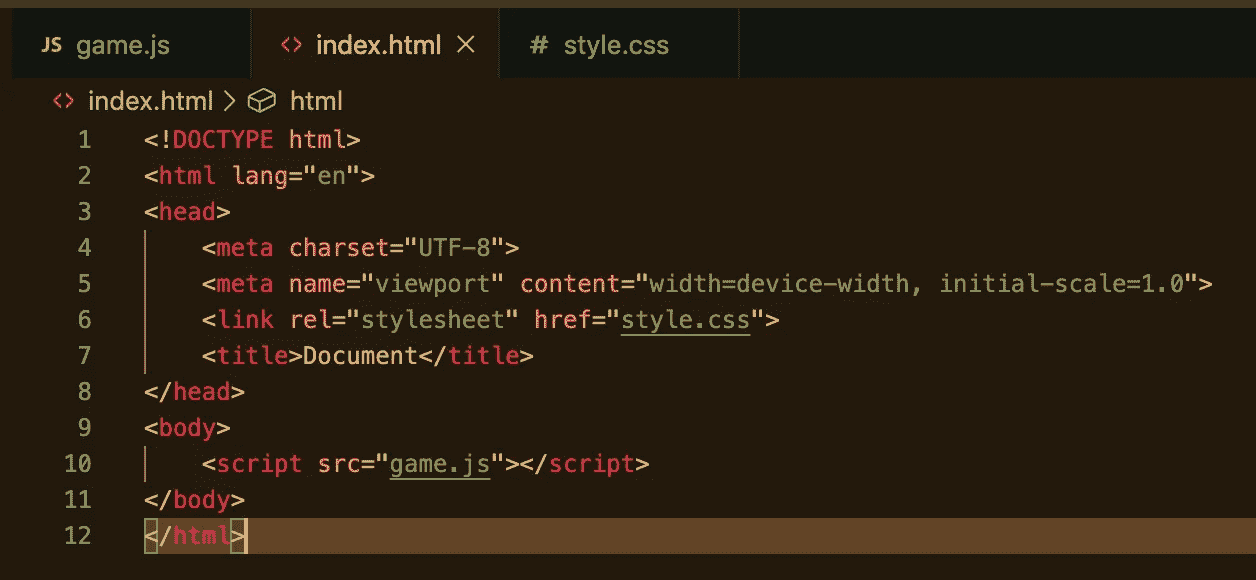 JS game.js <> index.html × # style.css
<> index.html > html
1 <!DOCTYPE html>
2 <html lang="en">
3 <head>
4     <meta charset="UTF-8">
5     <meta name="viewport" content="width=device-width, initial-scale=1.0">
6     <link rel="stylesheet" href="style.css">
7     <title>Document</title>
8 </head>
9 <body>
10     <script src="game.js"></script>
11 </body>
12 </html>